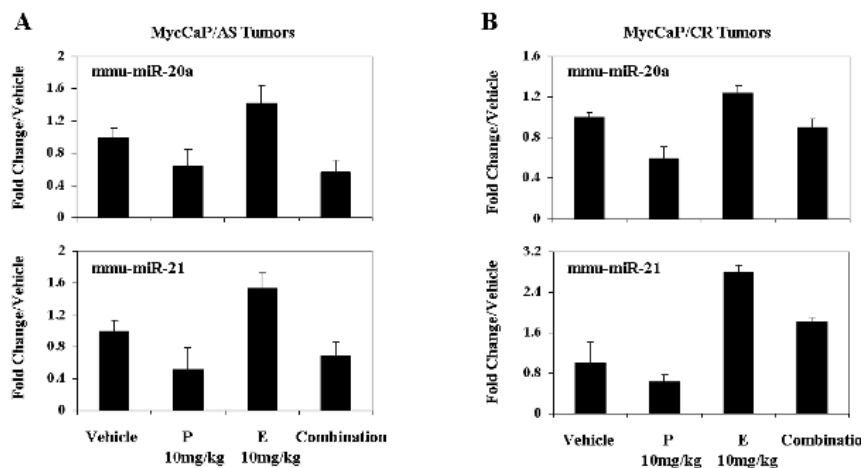 A
MycCaP/AS Tumors
Fold Change/Vehicle
mmu-miR-20a
2
1.6
1.2
0.8
0.4
0
Fold Change/Vehicle
mmu-miR-21
2
1.6
1.2
0.8
0.4
0
Vehicle P E Combination
10mg/kg 10mg/kg
B
MycCaP/CR Tumors
Fold Change/Vehicle
mmu-miR-20a
1.6
1.2
0.8
0.4
0
Fold Change/Vehicle
mmu-miR-21
3.2
2.4
1.6
0.8
0
Vehicle P E Combination
10mg/kg 10mg/kg